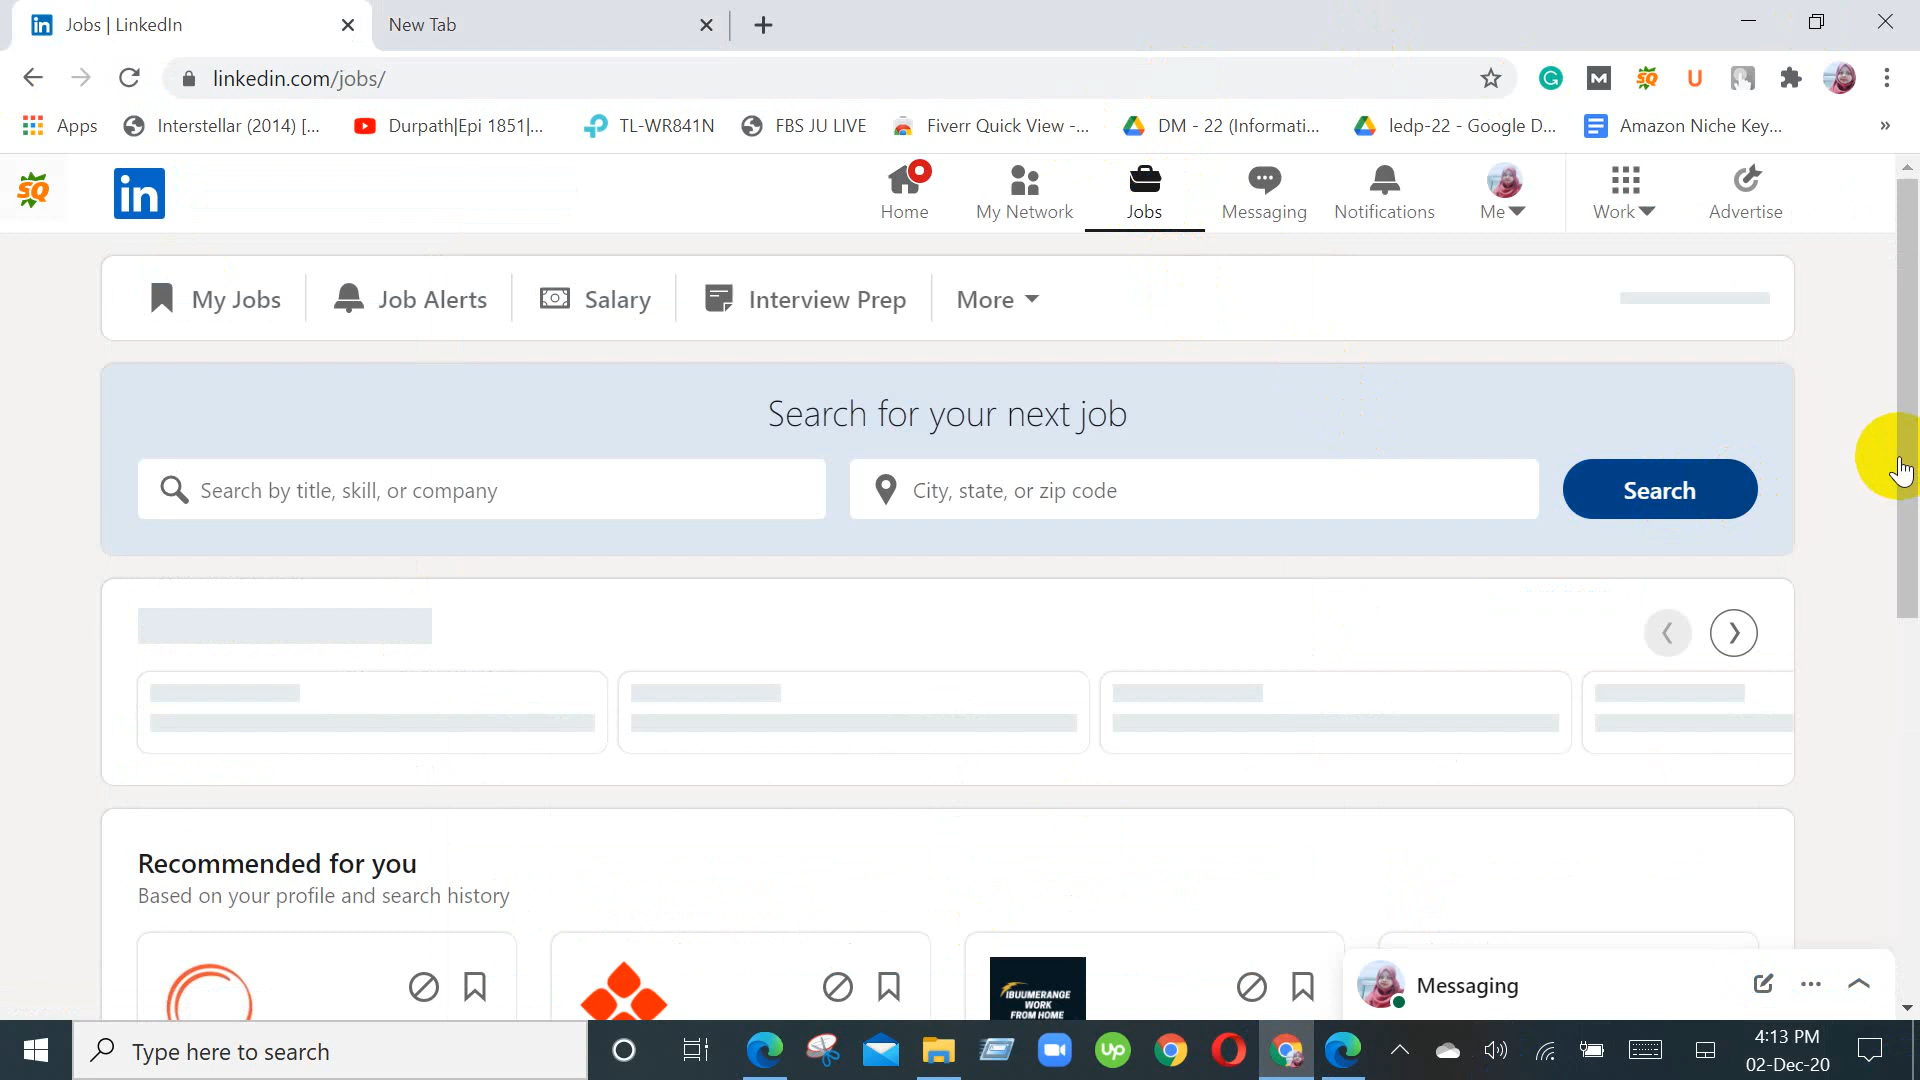 Jobs | LinkedIn
New Tab
linkedin.com/jobs/
Apps
Interstellar (2014) [...
Durpath|Epi 1851|...
TL-WR841N
FBS JU LIVE
Fiverr Quick View -...
DM - 22 (Informati...
ledp-22 - Google D...
Amazon Niche Key...
»
SQ
in
Home
My Network
Jobs
Messaging
Notifications
Me
Work
Advertise
My Jobs
Job Alerts
Salary
Interview Prep
More
Search for your next job
Search by title, skill, or company
City, state, or zip code
Search
Recommended for you
Based on your profile and search history
IBUUMERANGE
WORK
FROM HOME
Messaging
Type here to search
up
4:13 PM
02-Dec-20